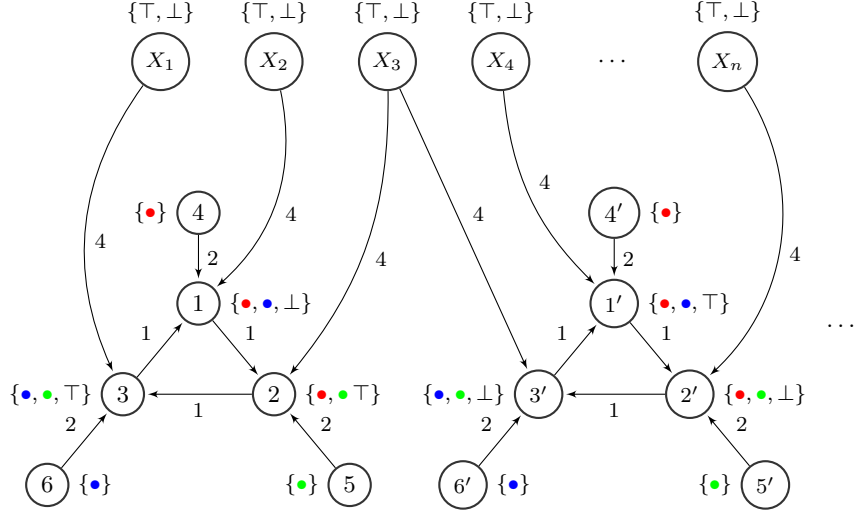 {⊤, ⊥} {⊤, ⊥} {⊤, ⊥} {⊤, ⊥} {⊤, ⊥}
X₁ X₂ X₃ X₄ ··· Xₙ
4 4 4 4 4 4
{•} 4 4′ {•}
2 2
1 {•, •, ⊥} 1′ {•, •, ⊤}
···
1 1 1 1
{•, •, ⊤} 3 2 {•, • ⊤} {•, •, ⊥} 3′ 2′ {•, •, ⊥}
2 1 2 2 1 2
6 {•} {•} 5 6′ {•} {•} 5′